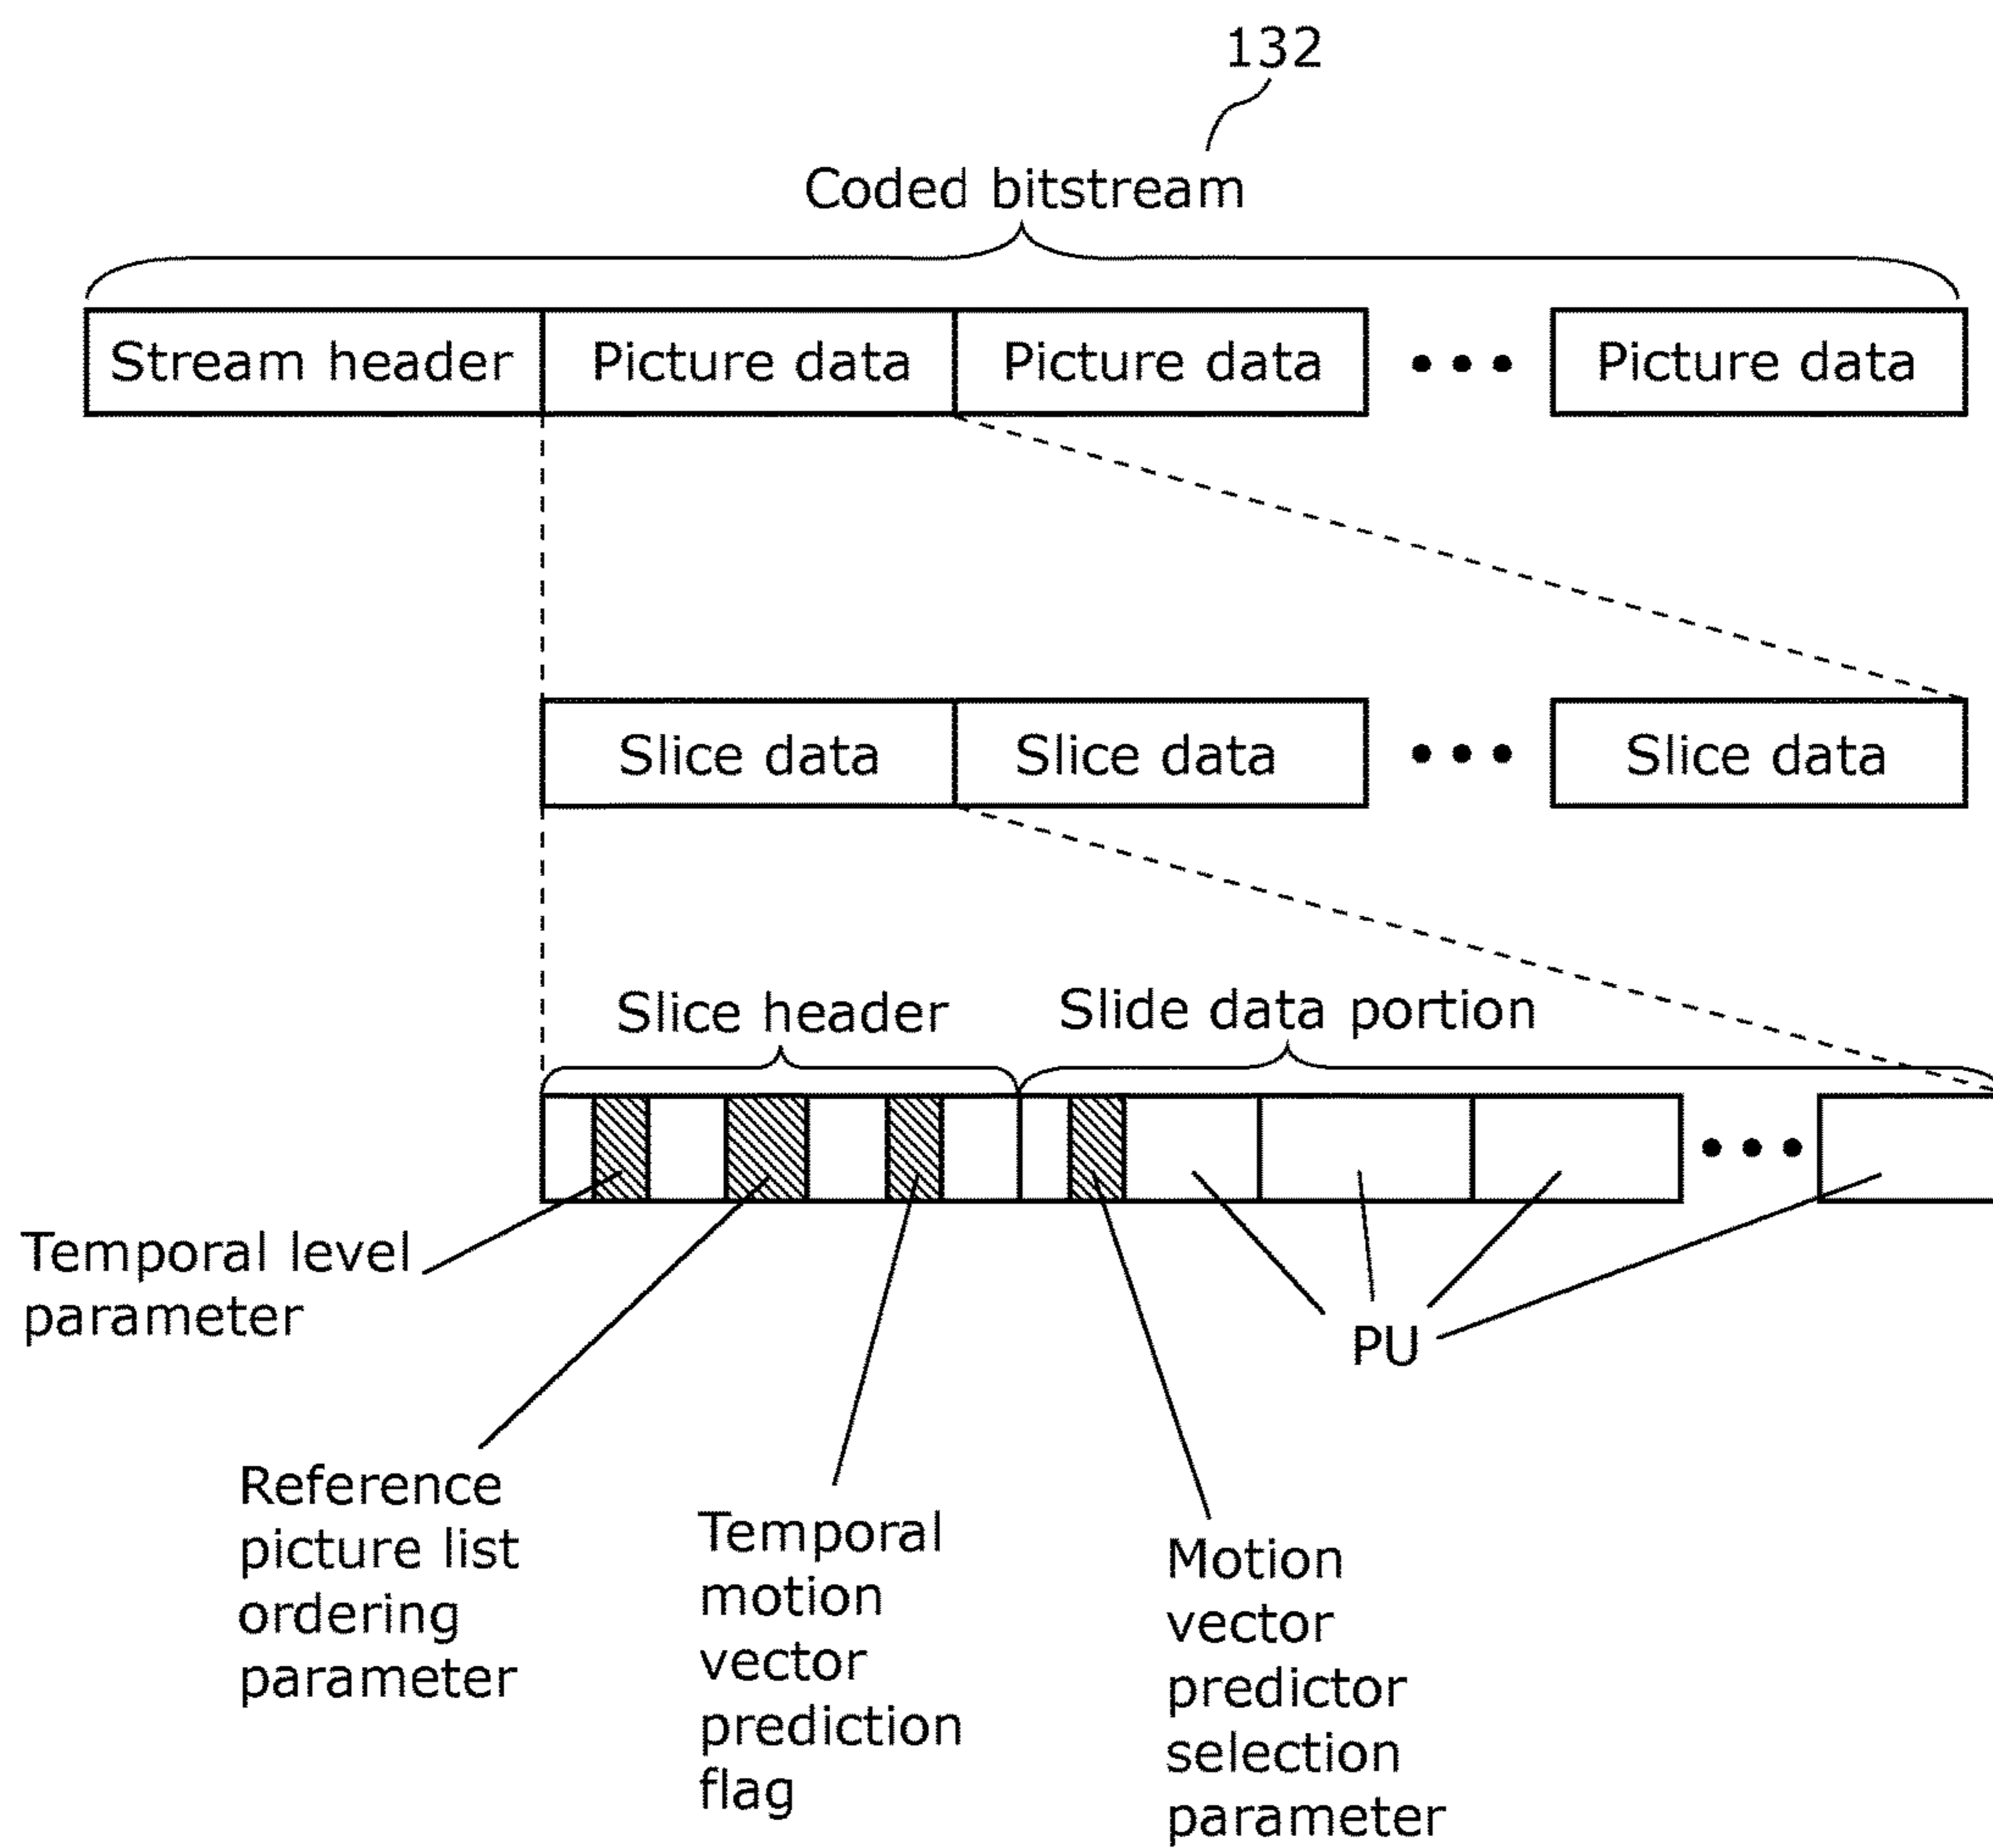 132
Coded bitstream
Stream header Picture data Picture data ••• Picture data
Slice data Slice data ••• Slice data
Slice header Slide data portion
•••
Temporal level
parameter
PU
Reference
picture list
ordering
parameter
Temporal
motion
vector
prediction
flag
Motion
vector
predictor
selection
parameter